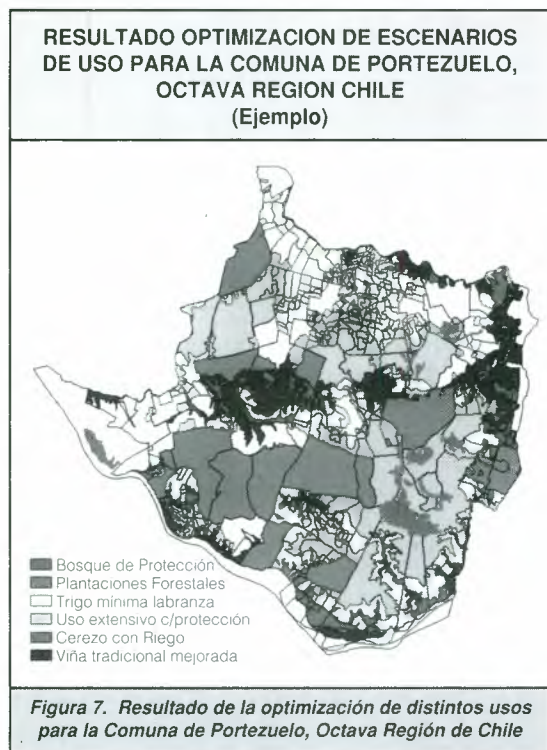 RESULTADO OPTIMIZACION DE ESCENARIOS
DE USO PARA LA COMUNA DE PORTEZUELO,
OCTAVA REGION CHILE
(Ejemplo)
Bosque de Protección
Plantaciones Forestales
Trigo mínima labranza
Uso extensivo c/protección
Cerezo con Riego
Viña tradicional mejorada
Figura 7. Resultado de la optimización de distintos usos
para la Comuna de Portezuelo, Octava Región de Chile